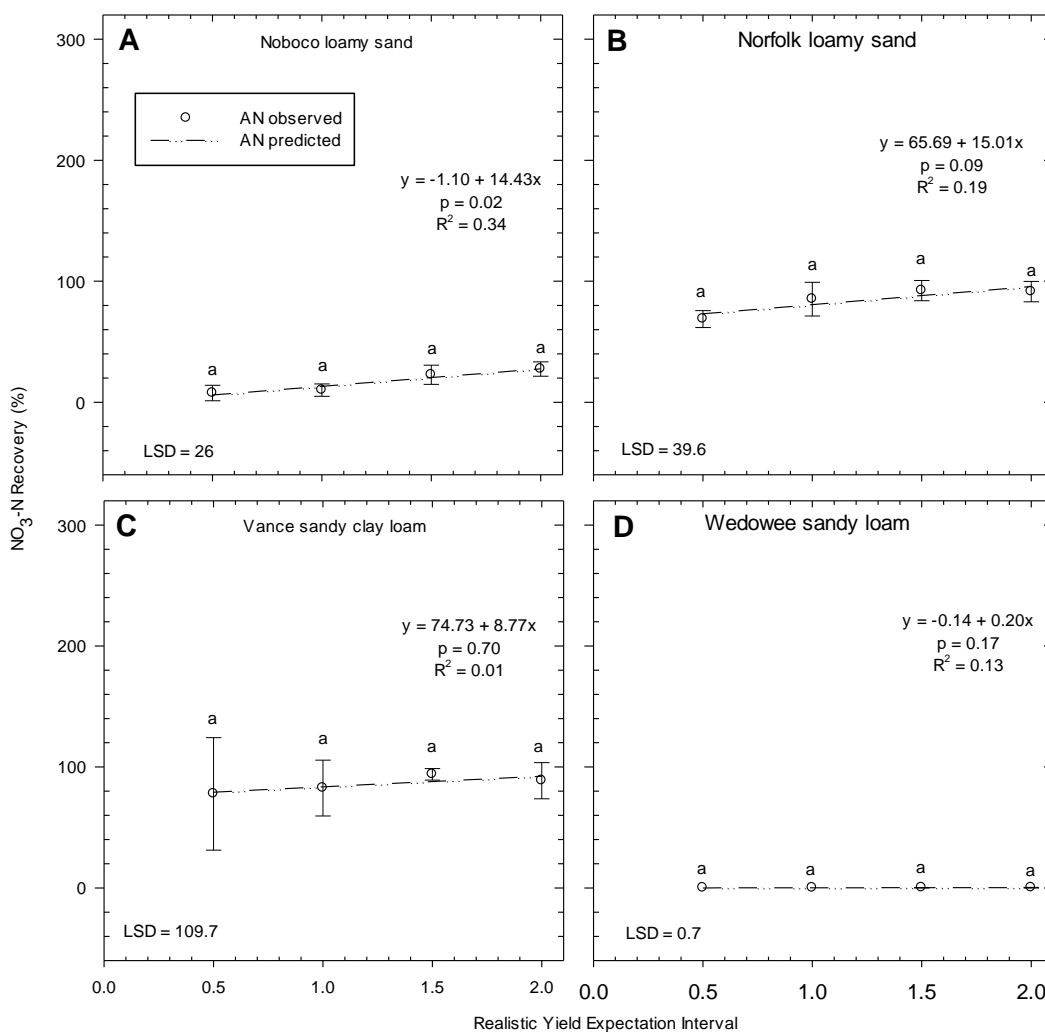 A
Noboco loamy sand
AN observed
AN predicted
y = -1.10 + 14.43x
p = 0.02
R² = 0.34
a a a a
LSD = 26
300
200
100
0
B
Norfolk loamy sand
y = 65.69 + 15.01x
p = 0.09
R² = 0.19
a a a a
LSD = 39.6
C
Vance sandy clay loam
y = 74.73 + 8.77x
p = 0.70
R² = 0.01
a a a a
LSD = 109.7
300
200
100
0
0.0 0.5 1.0 1.5 2.0
D
Wedowee sandy loam
y = -0.14 + 0.20x
p = 0.17
R² = 0.13
a a a a
LSD = 0.7
0.0 0.5 1.0 1.5 2.0
NO₃-N Recovery (%)
Realistic Yield Expectation Interval